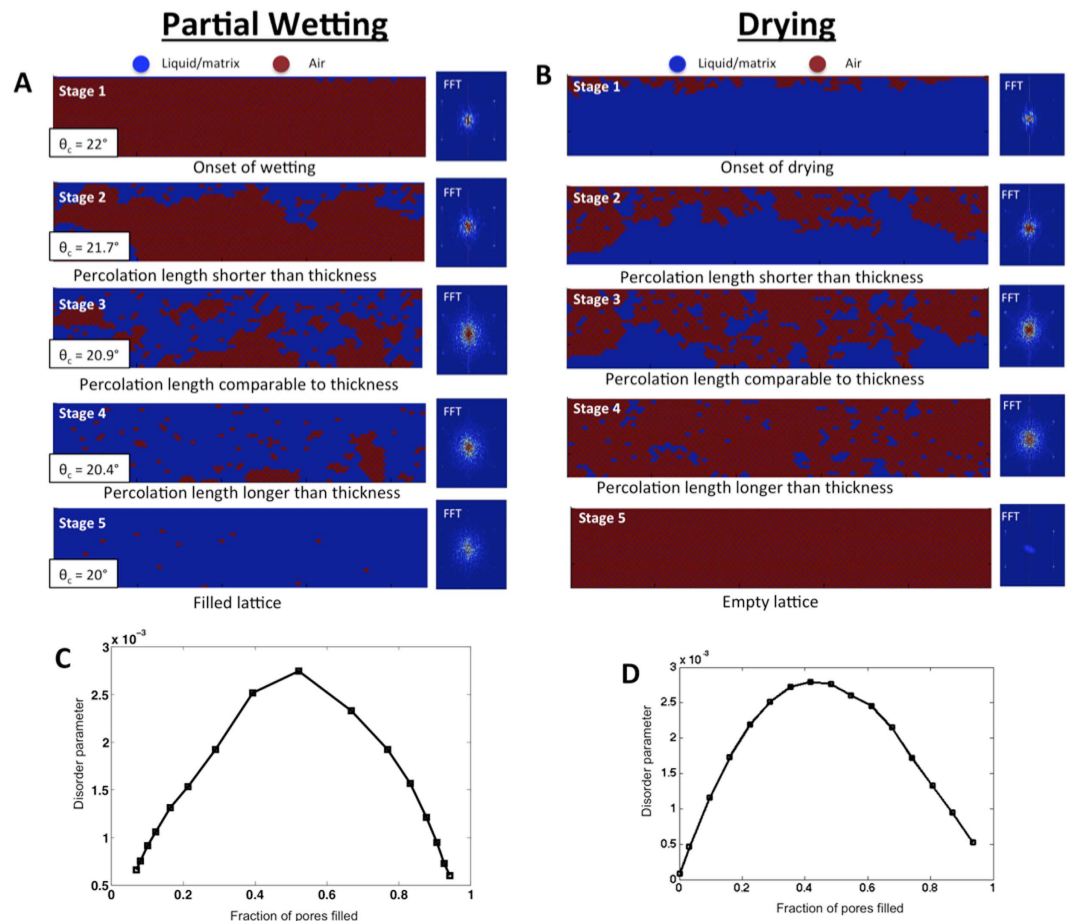 Partial Wetting
Liquid/matrix Air
A
Stage 1
θc = 22°
FFT
Onset of wetting
Stage 2
θc = 21.7°
FFT
Percolation length shorter than thickness
Stage 3
θc = 20.9°
FFT
Percolation length comparable to thickness
Stage 4
θc = 20.4°
FFT
Percolation length longer than thickness
Stage 5
θc = 20°
FFT
Filled lattice
Drying
Liquid/matrix Air
B
Stage 1
FFT
Onset of drying
Stage 2
FFT
Percolation length shorter than thickness
Stage 3
FFT
Percolation length comparable to thickness
Stage 4
FFT
Percolation length longer than thickness
Stage 5
FFT
Empty lattice
C
x 10⁻³
3
2.5
2
1.5
1
0.5
Disorder parameter
0 0.2 0.4 0.6 0.8 1
Fraction of pores filled
D
x 10⁻³
3
2.5
2
1.5
1
0.5
0
Disorder parameter
0 0.2 0.4 0.6 0.8 1
Fraction of pores filled